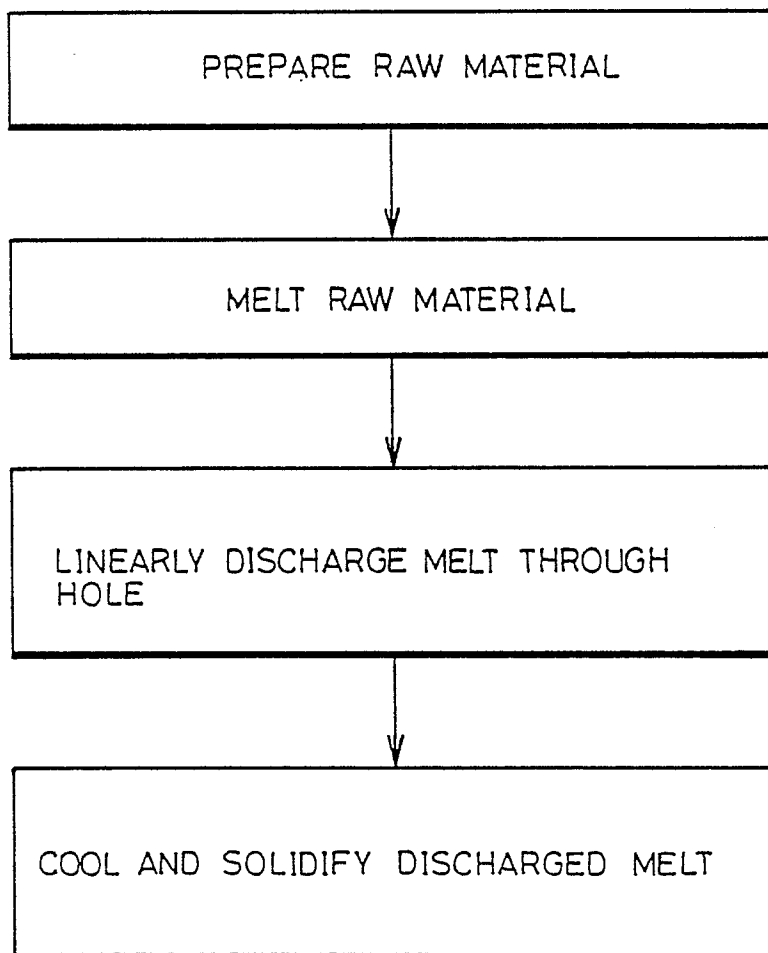 PREPARE RAW MATERIAL
MELT RAW MATERIAL
LINEARLY DISCHARGE MELT THROUGH
HOLE
COOL AND SOLIDIFY DISCHARGED MELT